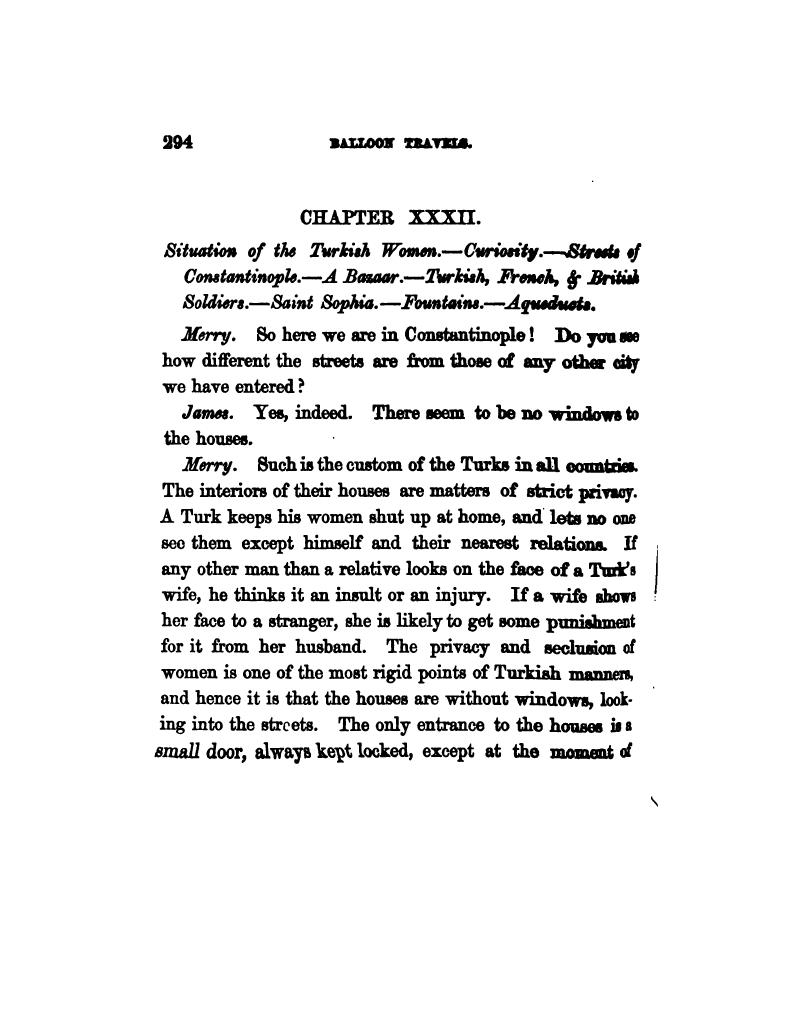 294 BALLOON TRAVELS.
CHAPTER XXXII.
Situation of the Turkish Women.—Curiosity.—Streets of
Constantinople.—A Bazaar.—Turkish, French, & British
Soldiers.—Saint Sophia.—Fountains.—Aqueducts.
Merry. So here we are in Constantinople! Do you see
how different the streets are from those of any other city
we have entered?
James. Yes, indeed. There seem to be no windows to
the houses.
Merry. Such is the custom of the Turks in all countries.
The interiors of their houses are matters of strict privacy.
A Turk keeps his women shut up at home, and lets no one
see them except himself and their nearest relations. If
any other man than a relative looks on the face of a Turk's
wife, he thinks it an insult or an injury. If a wife shows
her face to a stranger, she is likely to get some punishment
for it from her husband. The privacy and seclusion of
women is one of the most rigid points of Turkish manners,
and hence it is that the houses are without windows, look-
ing into the streets. The only entrance to the houses is a
small door, always kept locked, except at the moment of